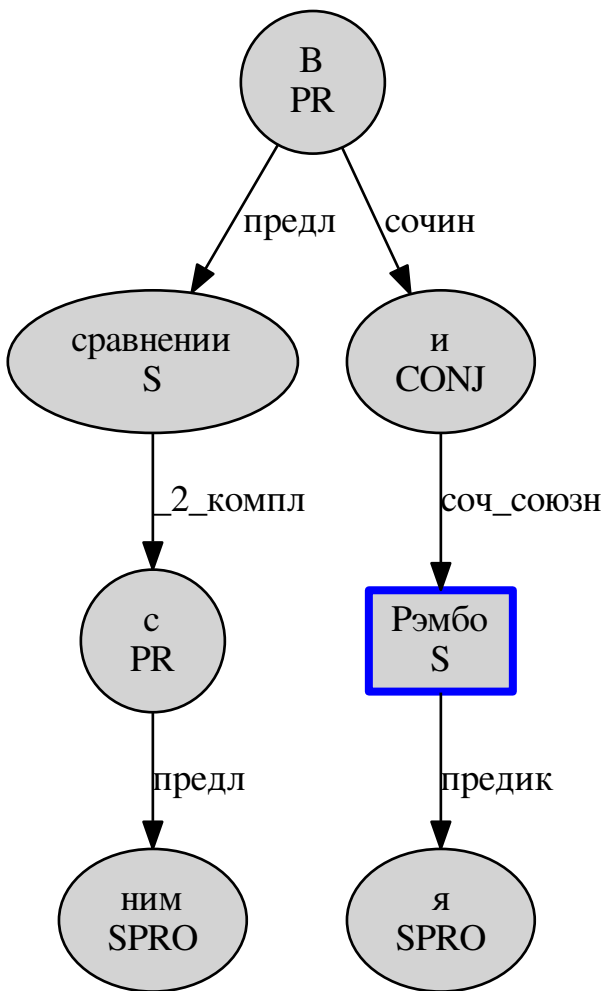 В
PR
предл
сочин
сравнении
S
и
CONJ
_2_компл
соч_союзн
с
PR
Рэмбо
S
предл
предик
ним
SPRO
я
SPRO